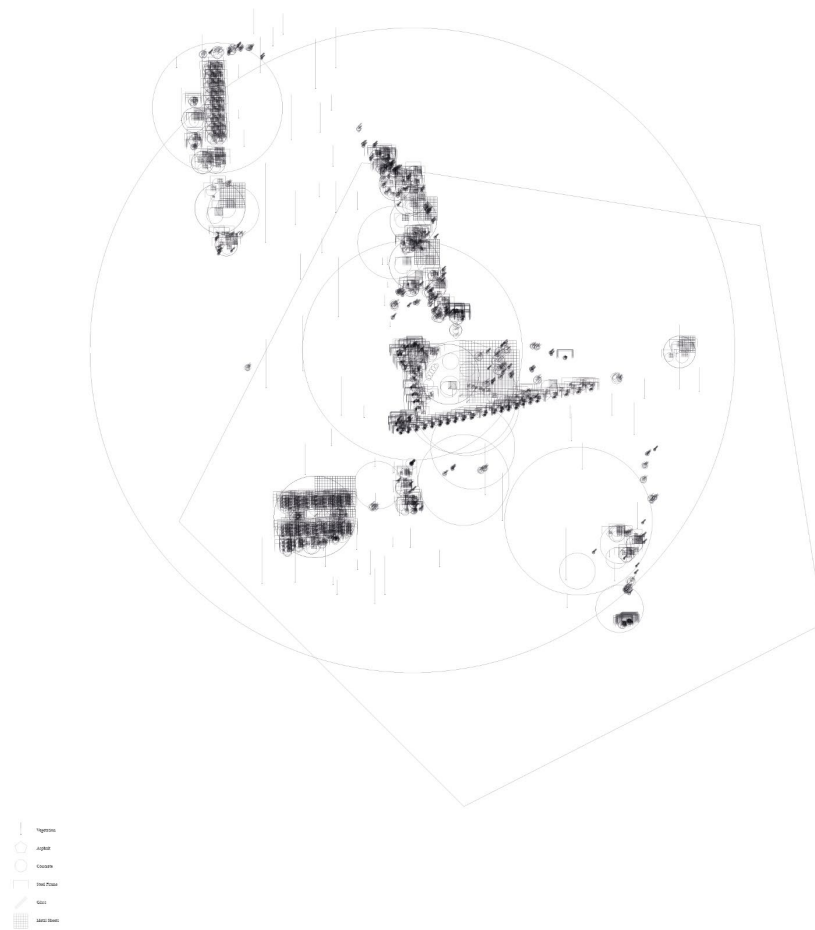 Vegetation
Asphalt
Concrete
Steel Frame
Glass
Metal Sheets